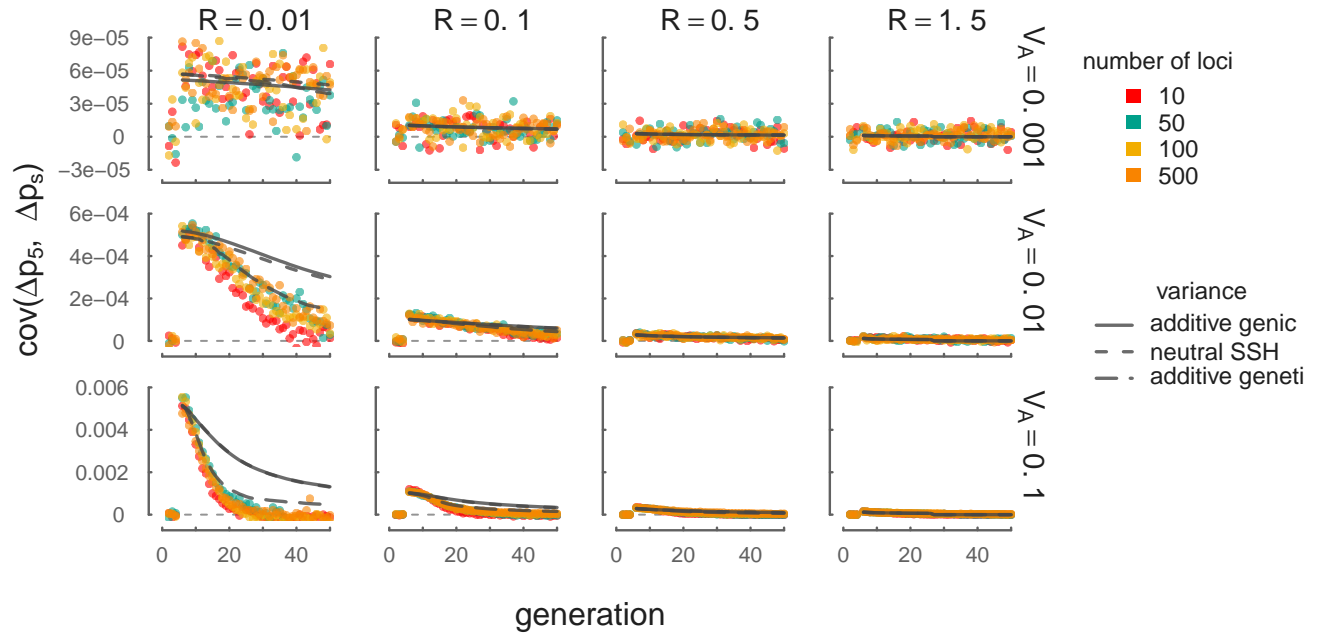 R = 0. 01
R = 0. 1
R = 0. 5
R = 1. 5
9e−05
6e−05
3e−05
0
−3e−05
V_A = 0. 001
6e−04
4e−04
2e−04
0
V_A = 0. 01
0.006
0.004
0.002
0
V_A = 0. 1
0 20 40
0 20 40
0 20 40
0 20 40
cov(Δp₅, Δpₛ)
generation
number of loci
10
50
100
500
variance
additive genic
neutral SSH
additive geneti